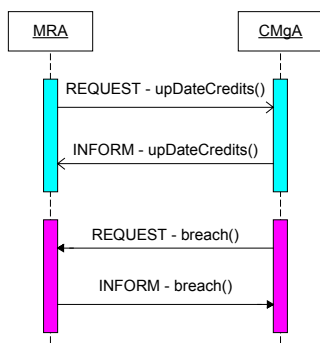 MRA
CMgA
REQUEST - upDateCredits()
INFORM - upDateCredits()
REQUEST - breach()
INFORM - breach()